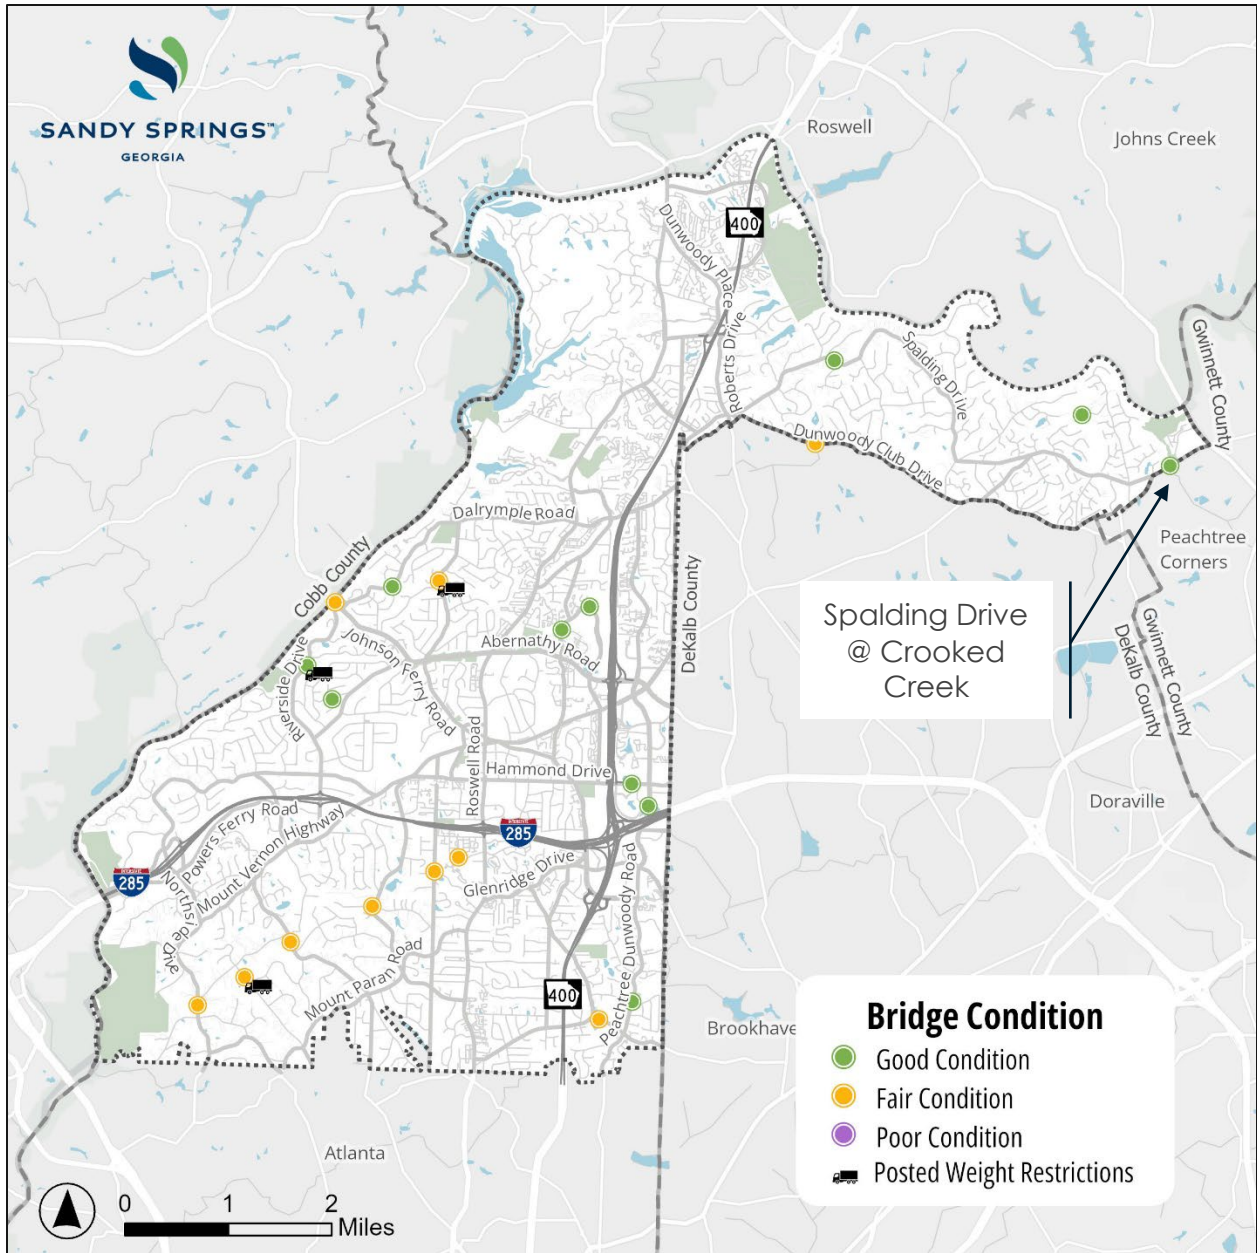 SANDY SPRINGS™
GEORGIA
Roswell
Johns Creek
400
Dunwoody Place
Roberts Drive
Spalding Drive
Gwinnett County
Dunwoody Club Drive
Dalrymple Road
Cobb County
Peachtree
Corners
Spalding Drive
@ Crooked
Creek
Johnson Ferry Road
Abernathy Road
DeKalb County
Gwinnett County
DeKalb County
Riverside Drive
Roswell Road
Hammond Drive
Doraville
Powers Ferry Road
285
Mount Vernon Highway
285
Glenridge Drive
Northside Drive
Peachtree Dunwoody Road
Mount Paran Road
400
Brookhave
Bridge Condition
Good Condition
Fair Condition
Poor Condition
Posted Weight Restrictions
Atlanta
0 1 2
Miles